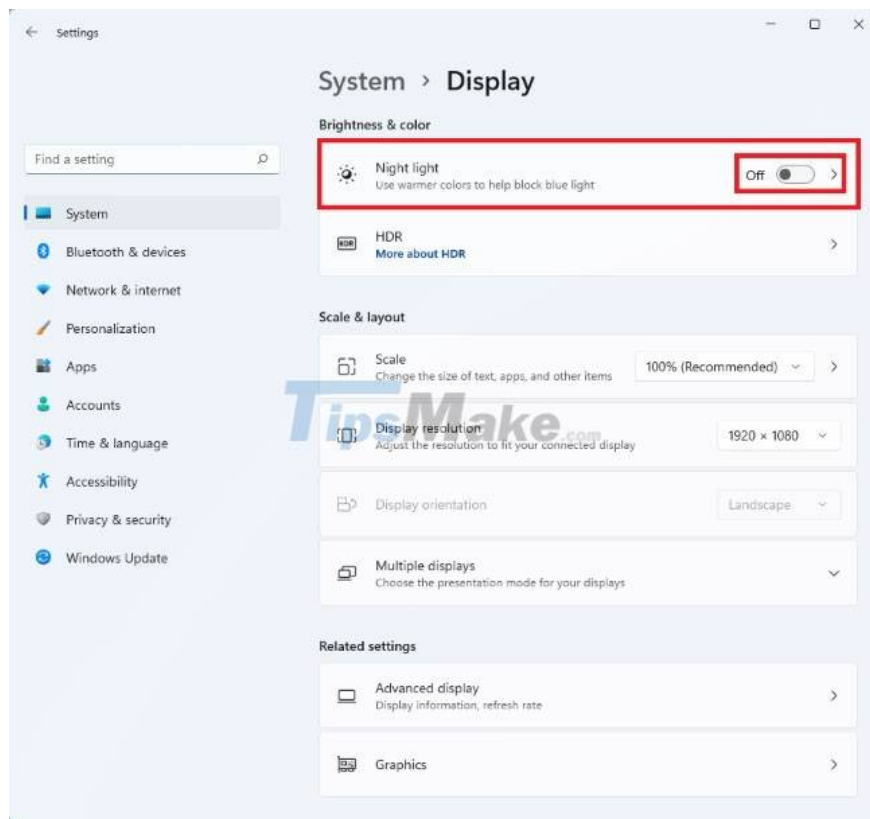 Settings
System > Display
Brightness & color
Find a setting
Night light
Off
Use warmer colors to help block blue light
System
HDR
HDR
More about HDR
Bluetooth & devices
Network & internet
Scale & layout
Personalization
Scale
100% (Recommended)
Change the size of text, apps, and other items
Apps
Accounts
TipsMake.com
Display resolution
1920 × 1080
Adjust the resolution to fit your connected display
Time & language
Accessibility
Display orientation
Landscape
Privacy & security
Windows Update
Multiple displays
Choose the presentation mode for your displays
Related settings
Advanced display
Display information, refresh rate
Graphics